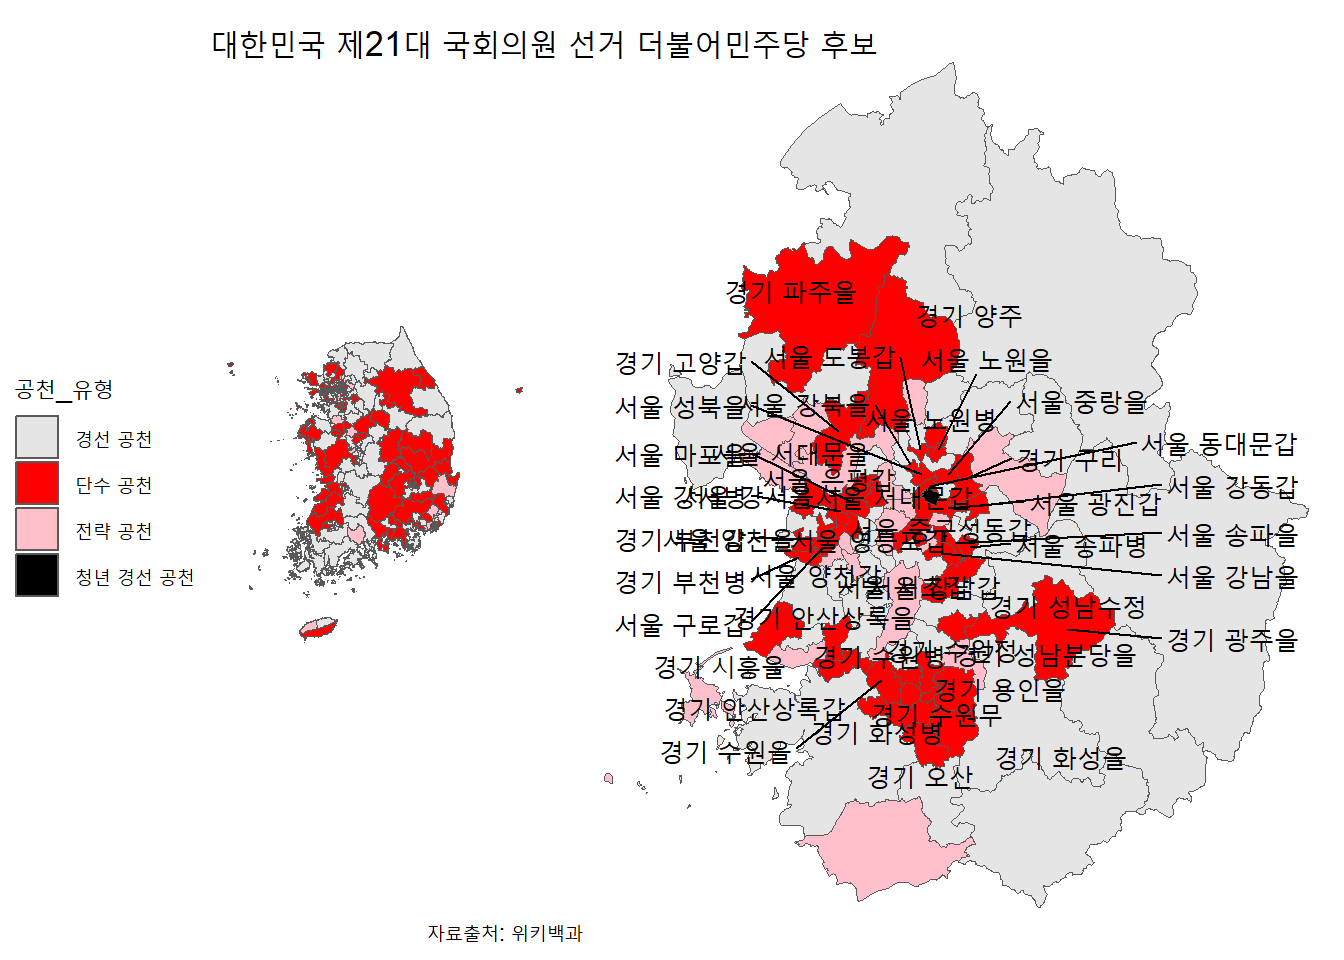 대한민국 제21대 국회의원 선거 더불어민주당 후보
공천_유형
경선 공천
단수 공천
전략 공천
청년 경선 공천
경기 파주을
경기 양주
경기 고양갑
서울 도봉갑
서울 노원을
서울 성북을
서울 강북을
서울 노원병
서울 중랑을
서울 동대문갑
서울 마포을
서울 서대문을
경기 구리
서울 은평갑
서울 강서병
서울 서대문갑
서울 광진갑
서울 강동갑
경기 부천갑
서울 양천을
서울 영등포갑
서울 중구성동갑
서울 송파병
서울 송파을
경기 부천병
서울 양천갑
서울 강남갑
서울 강남을
서울 구로갑
경기 안산상록을
경기 성남수정
경기 광주을
경기 시흥을
경기 수원병
경기 수원정
경기 성남분당을
경기 안산상록갑
경기 용인을
경기 수원무
경기 수원을
경기 화성병
경기 화성을
경기 오산
자료출처: 위키백과